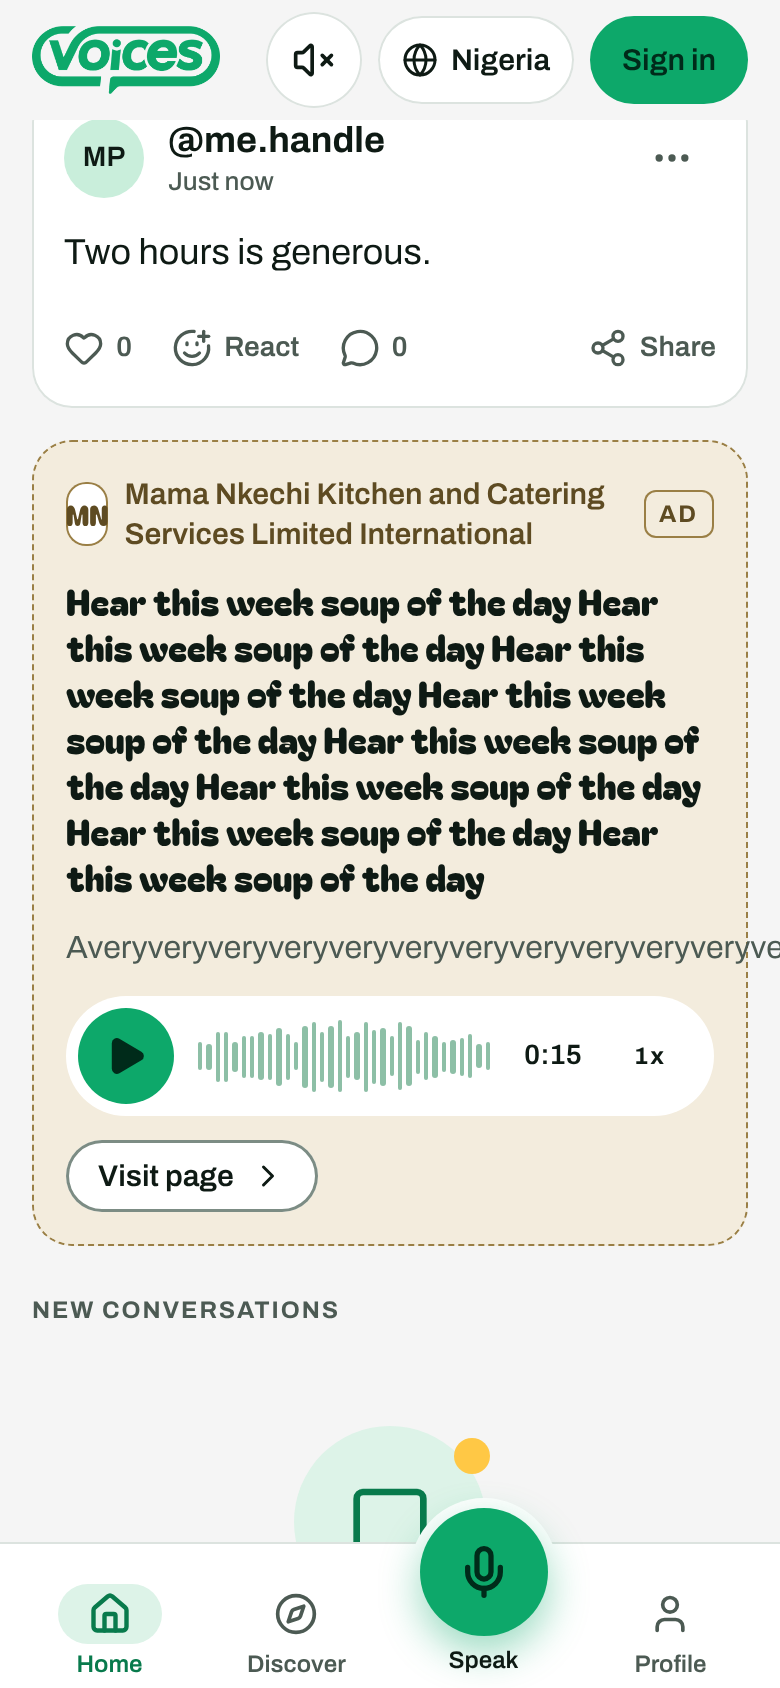 Voices
Nigeria
Sign in
MP
@me.handle
Just now
Two hours is generous.
0
React
0
Share
MN
Mama Nkechi Kitchen and Catering
Services Limited International
AD
Hear this week soup of the day Hear
this week soup of the day Hear this
week soup of the day Hear this week
soup of the day Hear this week soup of
the day Hear this week soup of the day
Hear this week soup of the day Hear
this week soup of the day
Averyveryveryveryveryveryveryveryveryveryveryve
0:15
1x
Visit page
NEW CONVERSATIONS
Home
Discover
Speak
Profile